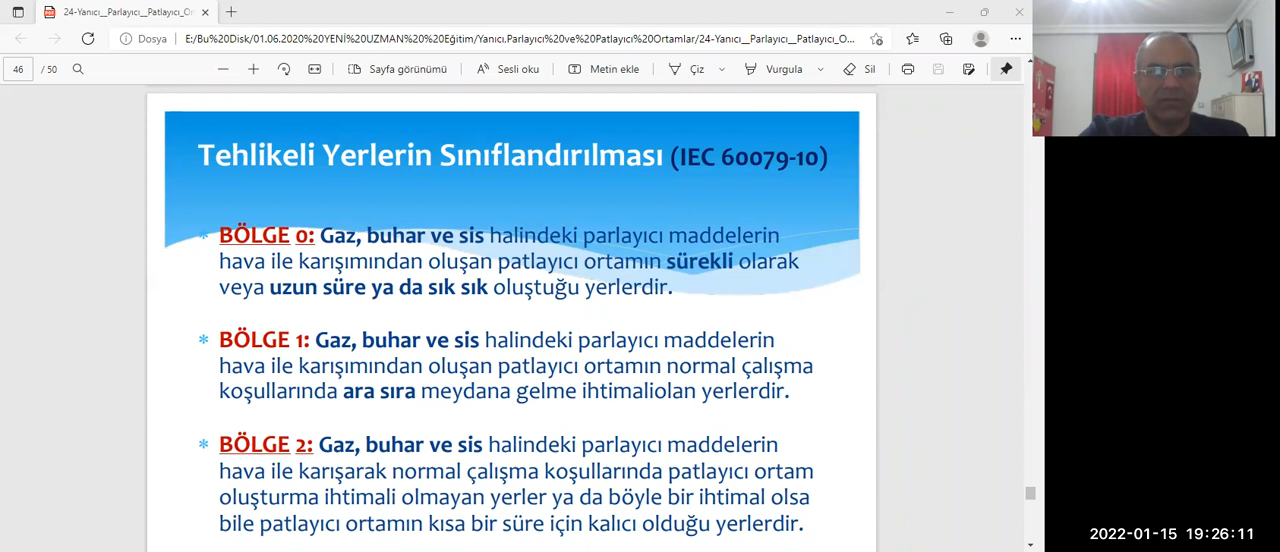 24-Yanıcı__Parlayıcı__Patlayıcı_Or
Dosya
E:/Bu%20Disk/01.06.2020%20YENİ%20UZMAN%20%20Eğitim/Yanıcı,Parlayıcı%20ve%20Patlayıcı%20Ortamlar/24-Yanıcı__Parlayıcı__Patlayıcı_O...
46 / 50
Sayfa görünümü
Sesli oku
Metin ekle
Çiz
Vurgula
Sil
Tehlikeli Yerlerin Sınıflandırılması (IEC 60079-10)
* BÖLGE 0: Gaz, buhar ve sis halindeki parlayıcı maddelerin
hava ile karışımından oluşan patlayıcı ortamın sürekli olarak
veya uzun süre ya da sık sık oluştuğu yerlerdir.
* BÖLGE 1: Gaz, buhar ve sis halindeki parlayıcı maddelerin
hava ile karışımından oluşan patlayıcı ortamın normal çalışma
koşullarında ara sıra meydana gelme ihtimaliolan yerlerdir.
* BÖLGE 2: Gaz, buhar ve sis halindeki parlayıcı maddelerin
hava ile karışarak normal çalışma koşullarında patlayıcı ortam
oluşturma ihtimali olmayan yerler ya da böyle bir ihtimal olsa
bile patlayıcı ortamın kısa bir süre için kalıcı olduğu yerlerdir.
2022-01-15 19:26:11